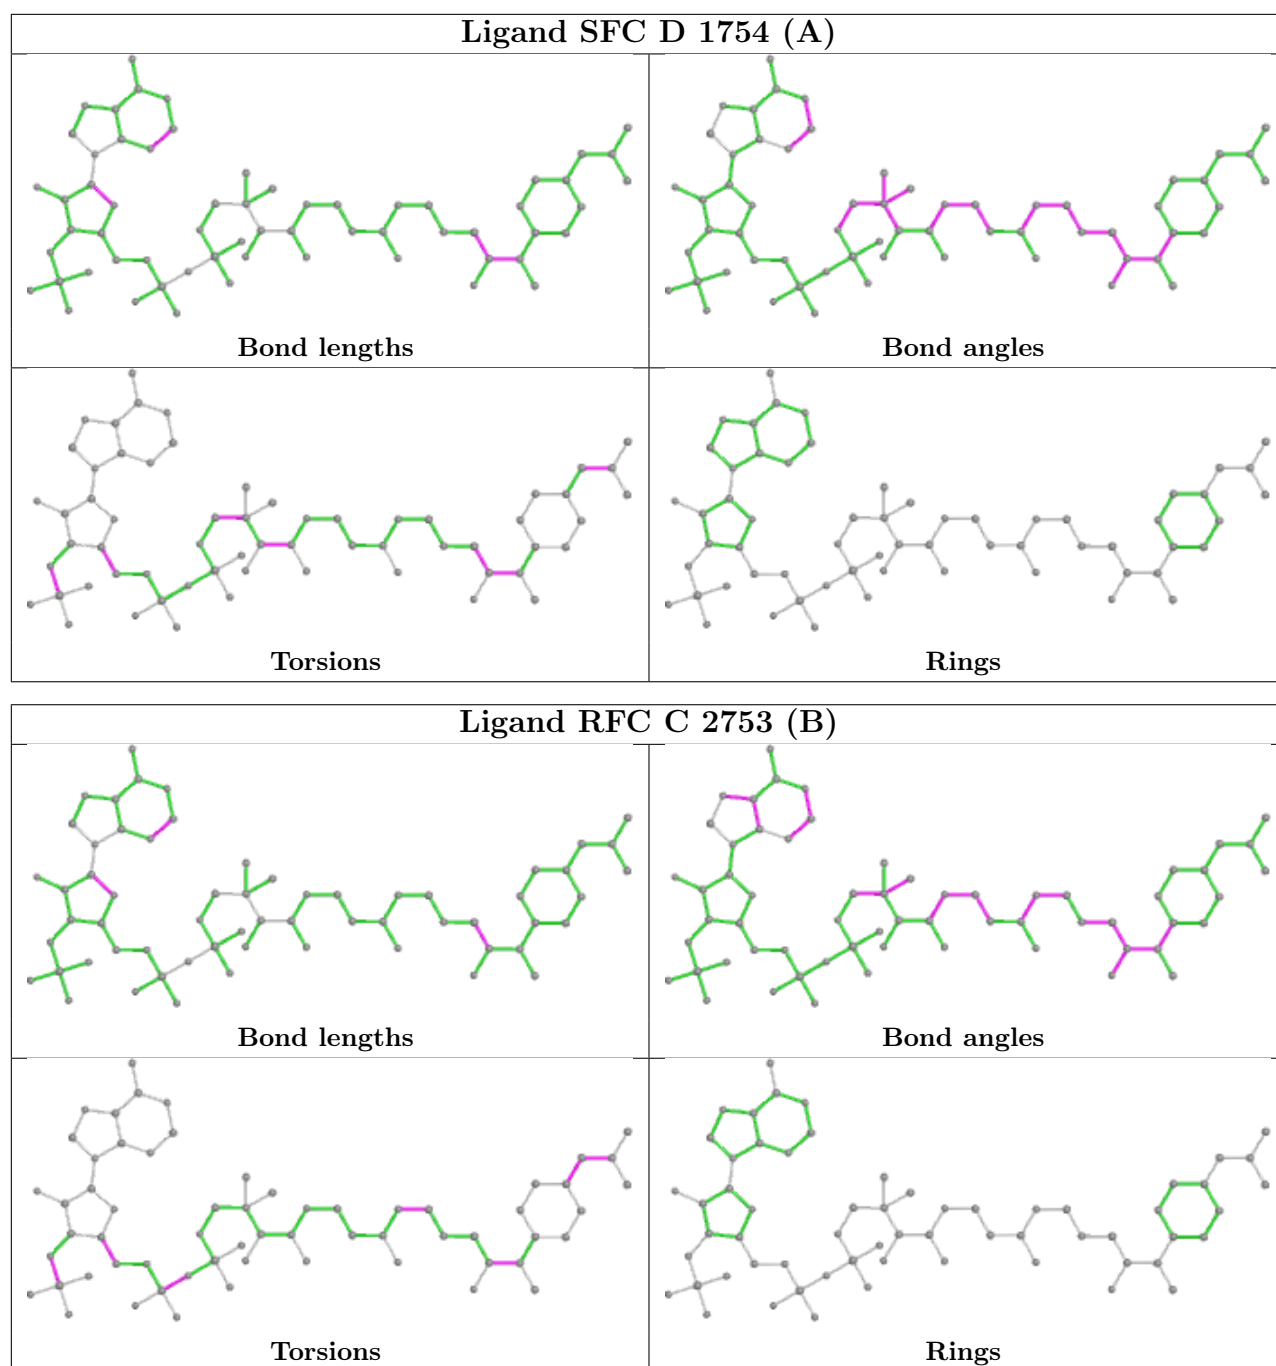 Ligand SFC D 1754 (A)
Bond lengths
Bond angles
Torsions
Rings
Ligand RFC C 2753 (B)
Bond lengths
Bond angles
Torsions
Rings